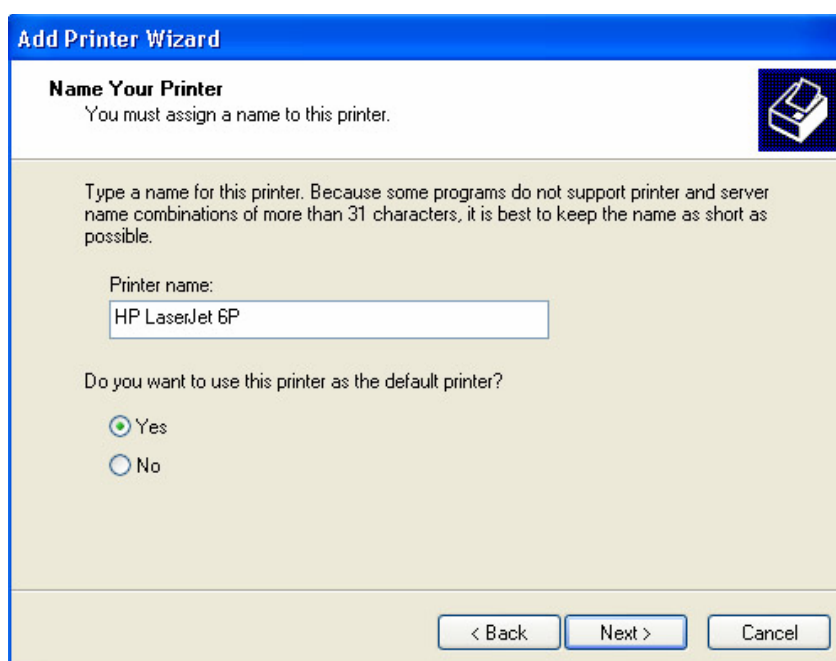 Add Printer Wizard
Name Your Printer
You must assign a name to this printer.
Type a name for this printer. Because some programs do not support printer and server
name combinations of more than 31 characters, it is best to keep the name as short as
possible.
Printer name:
HP LaserJet 6P
Do you want to use this printer as the default printer?
Yes
No
< Back
Next >
Cancel